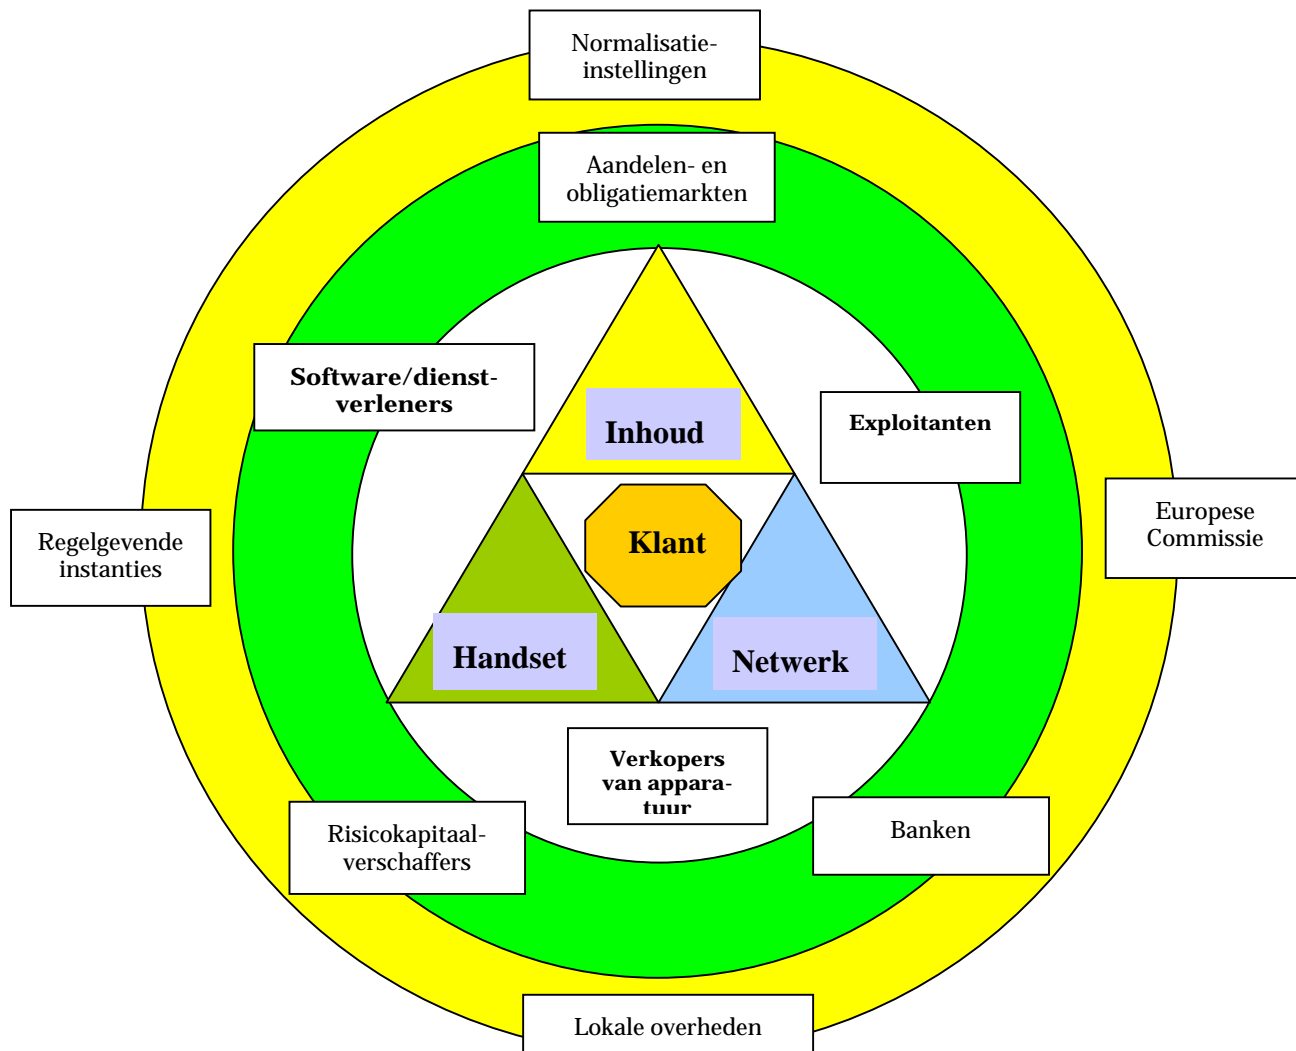 Normalisatie-
instellingen
Aandelen- en
obligatiemarkten
Software/dienst-
verleners
Exploitanten
Inhoud
Regelgevende
instanties
Klant
Europese
Commissie
Handset
Netwerk
Verkopers
van appara-
tuur
Risicokapitaal-
verschaffers
Banken
Lokale overheden